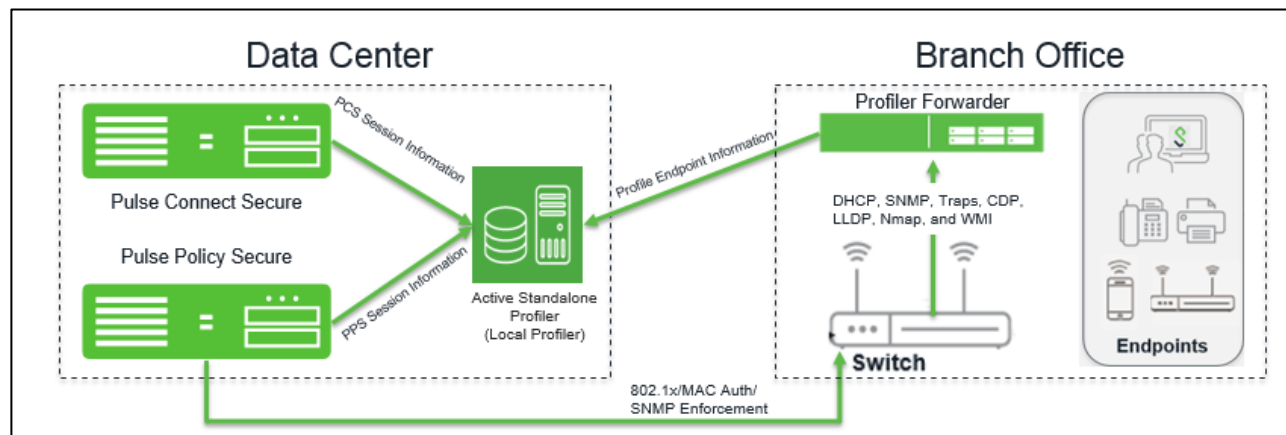 Data Center
Branch Office
PCS Session Information
Pulse Connect Secure
Pulse Policy Secure
PPS Session Information
Active Standalone
Profiler
(Local Profiler)
Profile Endpoint Information
Profiler Forwarder
DHCP, SNMP, Traps, CDP,
LLDP, Nmap, and WMI
Switch
Endpoints
802.1x/MAC Auth/
SNMP Enforcement